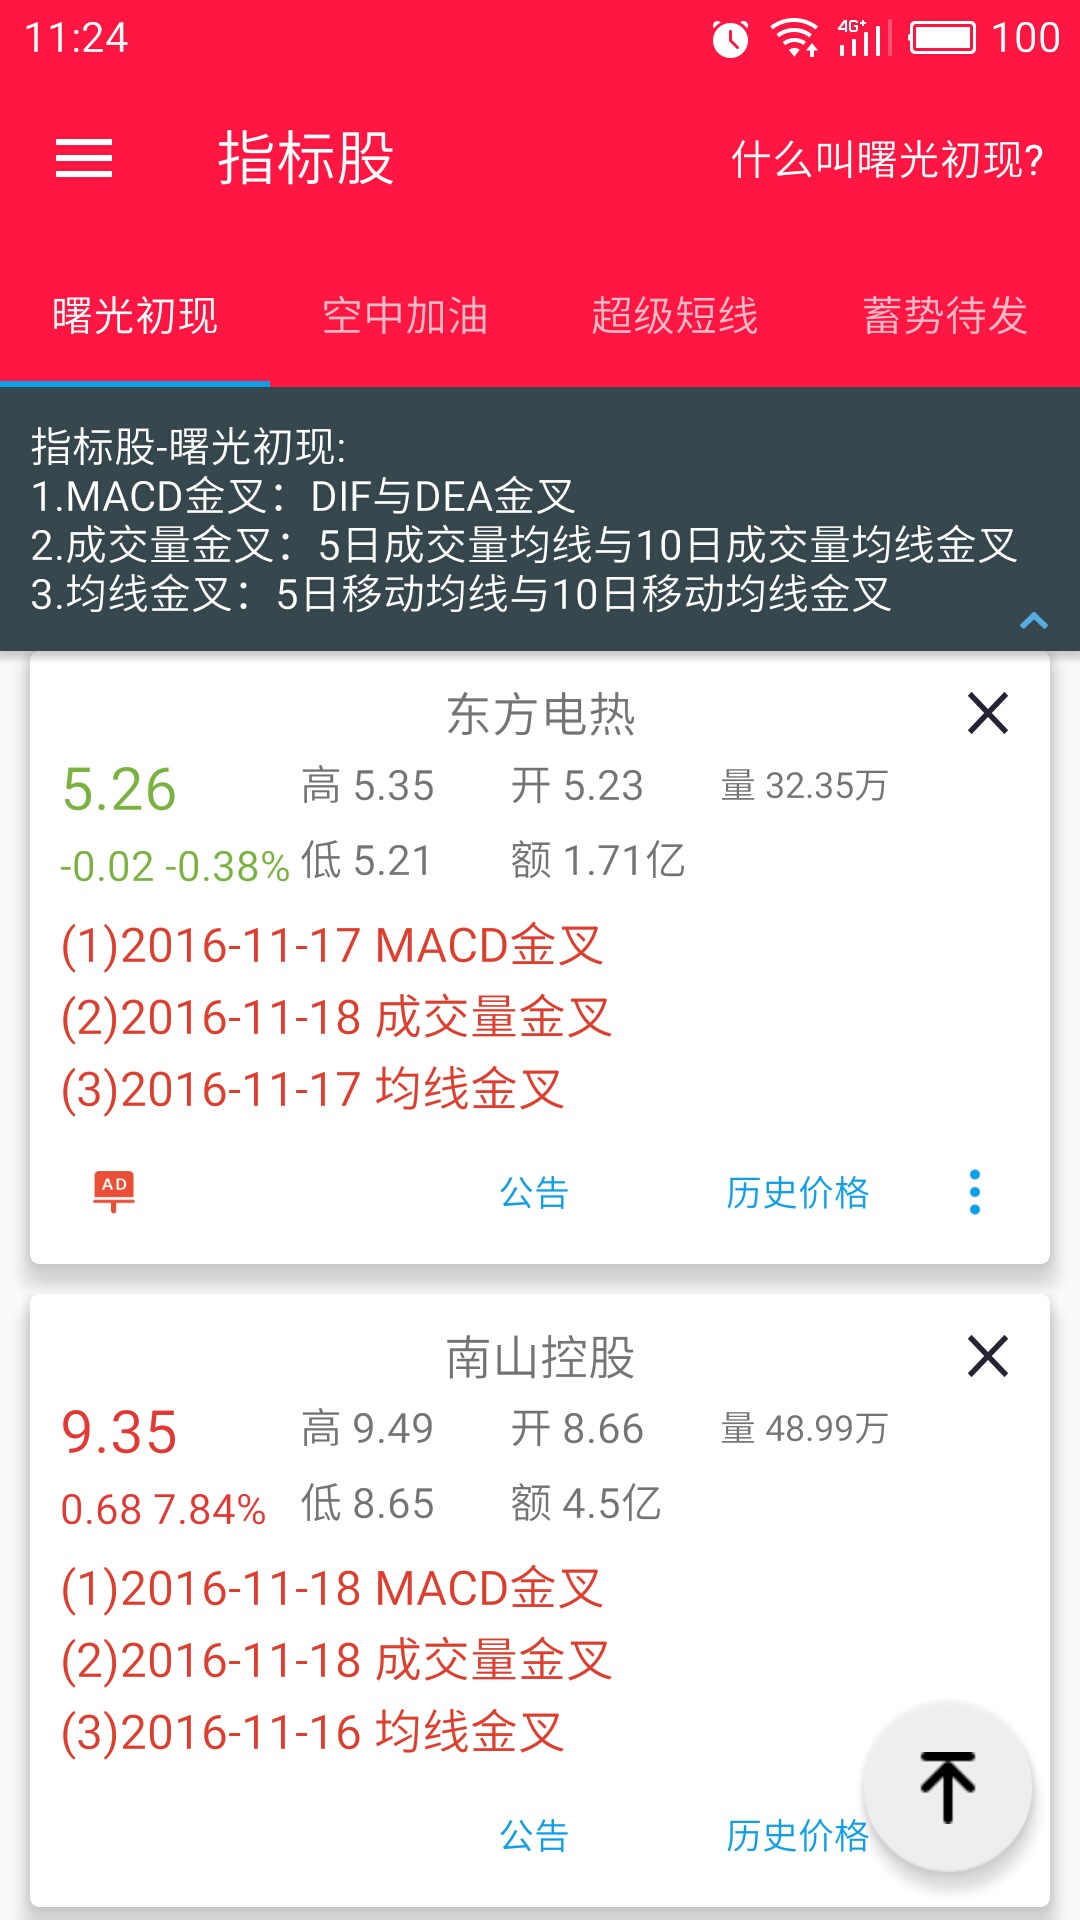 11:24 4G+ 100
指标股 什么叫曙光初现?
曙光初现 空中加油 超级短线 蓄势待发
指标股-曙光初现:
1.MACD金叉：DIF与DEA金叉
2.成交量金叉：5日成交量均线与10日成交量均线金叉
3.均线金叉：5日移动均线与10日移动均线金叉
东方电热
5.26 高 5.35 开 5.23 量 32.35万
-0.02 -0.38% 低 5.21 额 1.71亿
(1)2016-11-17 MACD金叉
(2)2016-11-18 成交量金叉
(3)2016-11-17 均线金叉
AD 公告 历史价格
南山控股
9.35 高 9.49 开 8.66 量 48.99万
0.68 7.84% 低 8.65 额 4.5亿
(1)2016-11-18 MACD金叉
(2)2016-11-18 成交量金叉
(3)2016-11-16 均线金叉
公告 历史价格